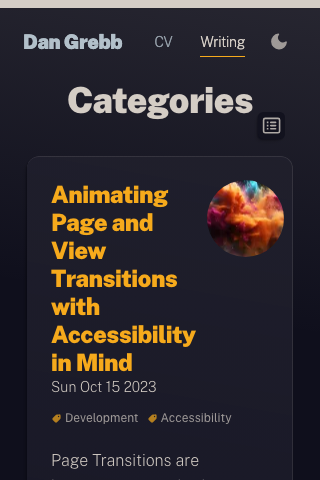 Dan Grebb CV Writing
Categories
Animating
Page and
View
Transitions
with
Accessibility
in Mind
Sun Oct 15 2023
Development Accessibility
Page Transitions are